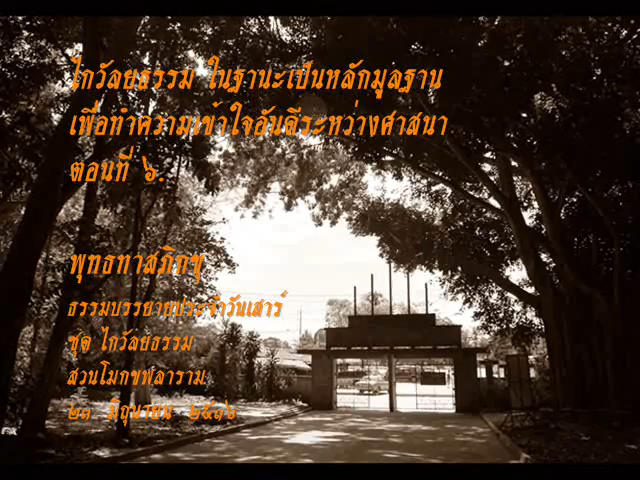 ไกวัลยธรรม ในฐานะเป็นหลักมูลฐาน
เพื่อทำความเข้าใจอันดีระหว่างศาสนา
ตอนที่ ๖.
พุทธทาสภิกขุ
ธรรมบรรยายประจำวันเสาร์
ชุด ไกวัลยธรรม
สวนโมกขพลาราม
๒๓ มิถุนายน ๒๕๑๖